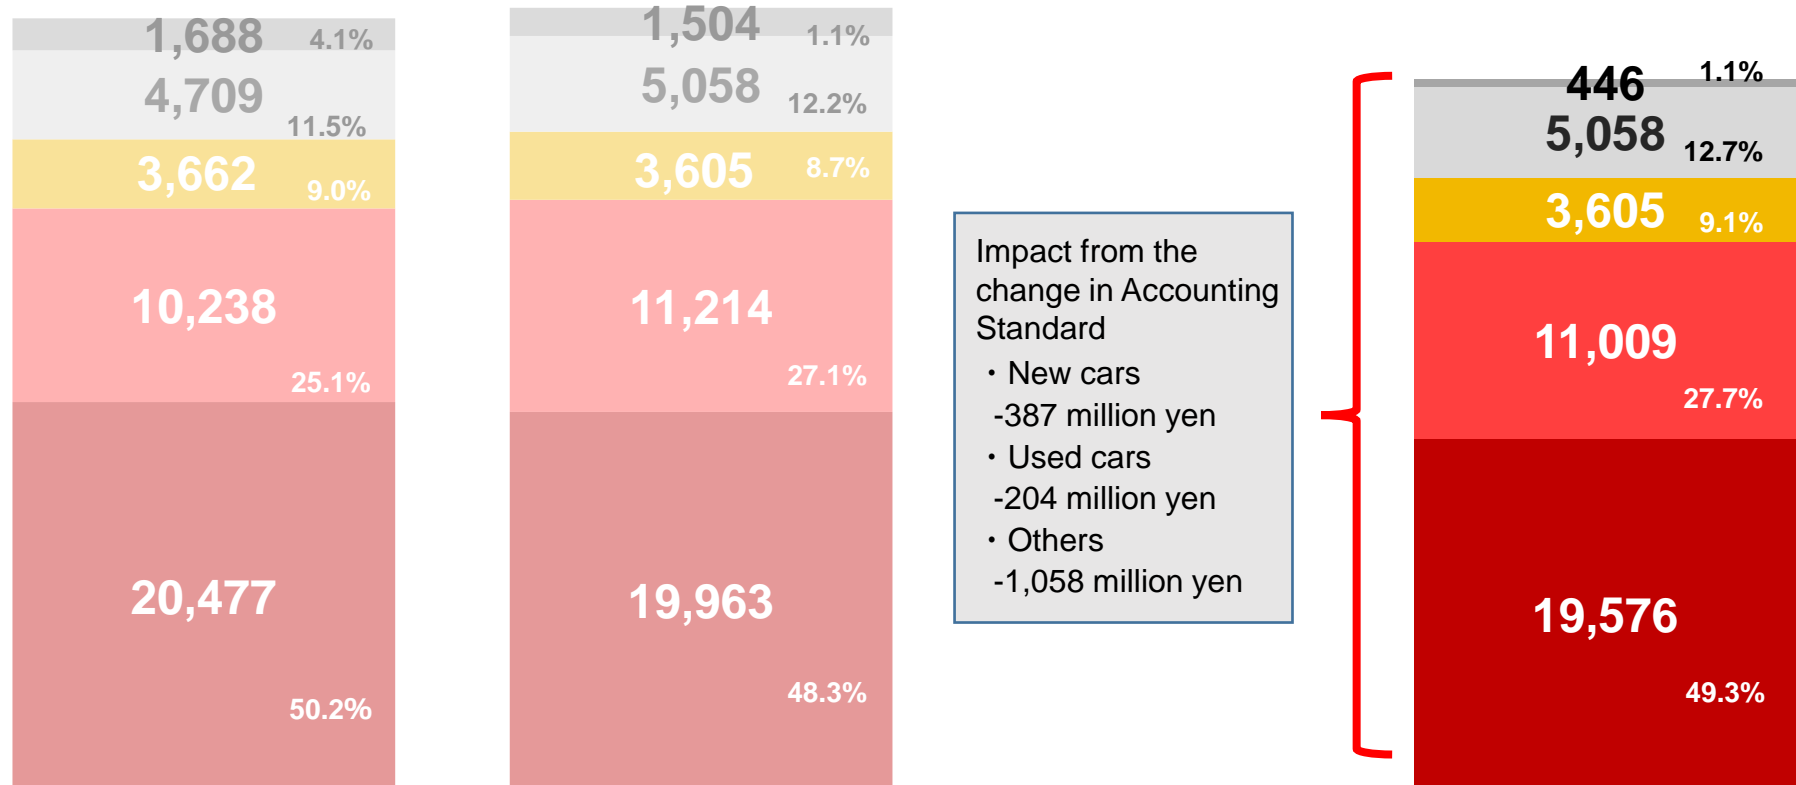 1,688 4.1%
4,709
11.5%
3,662 9.0%
10,238
25.1%
20,477
50.2%
1,504 1.1%
5,058 12.2%
3,605 8.7%
11,214
27.1%
19,963
48.3%
Impact from the
change in Accounting
Standard
・New cars
-387 million yen
・Used cars
-204 million yen
・Others
-1,058 million yen
446 1.1%
5,058 12.7%
3,605 9.1%
11,009
27.7%
19,576
49.3%